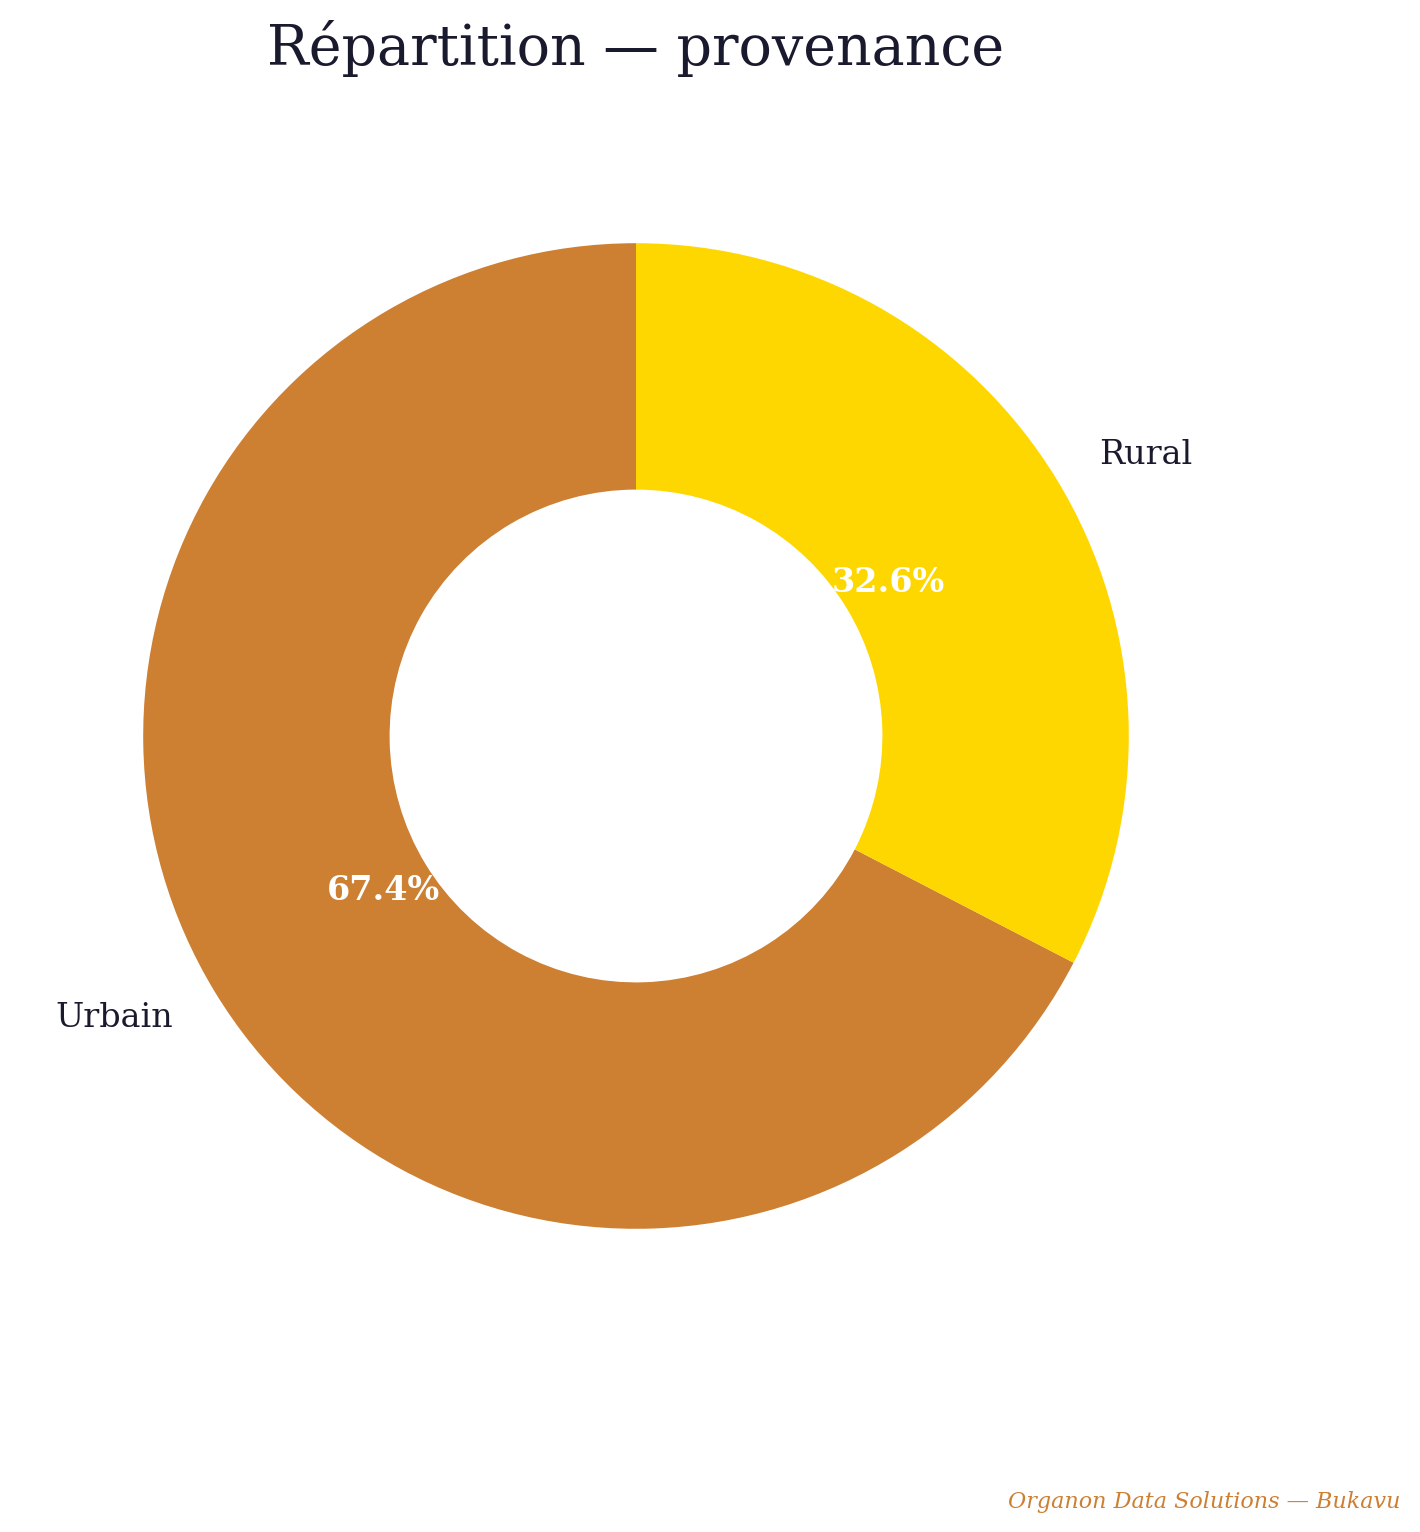 Répartition — provenance
Rural
32.6%
67.4%
Urbain
Organon Data Solutions — Bukavu